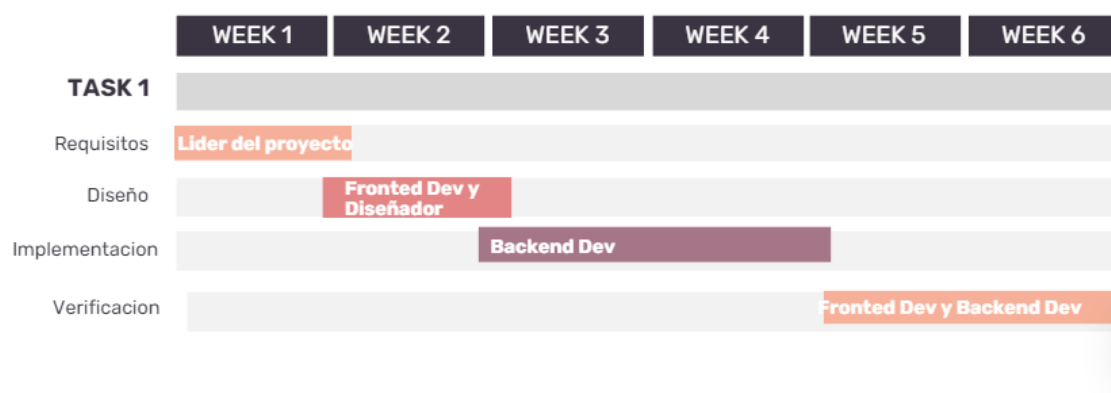 WEEK 1 WEEK 2 WEEK 3 WEEK 4 WEEK 5 WEEK 6
TASK 1
Requisitos Lider del proyecto
Diseño Fronted Dev y
Diseñador
Implementacion Backend Dev
Verificacion Fronted Dev y Backend Dev